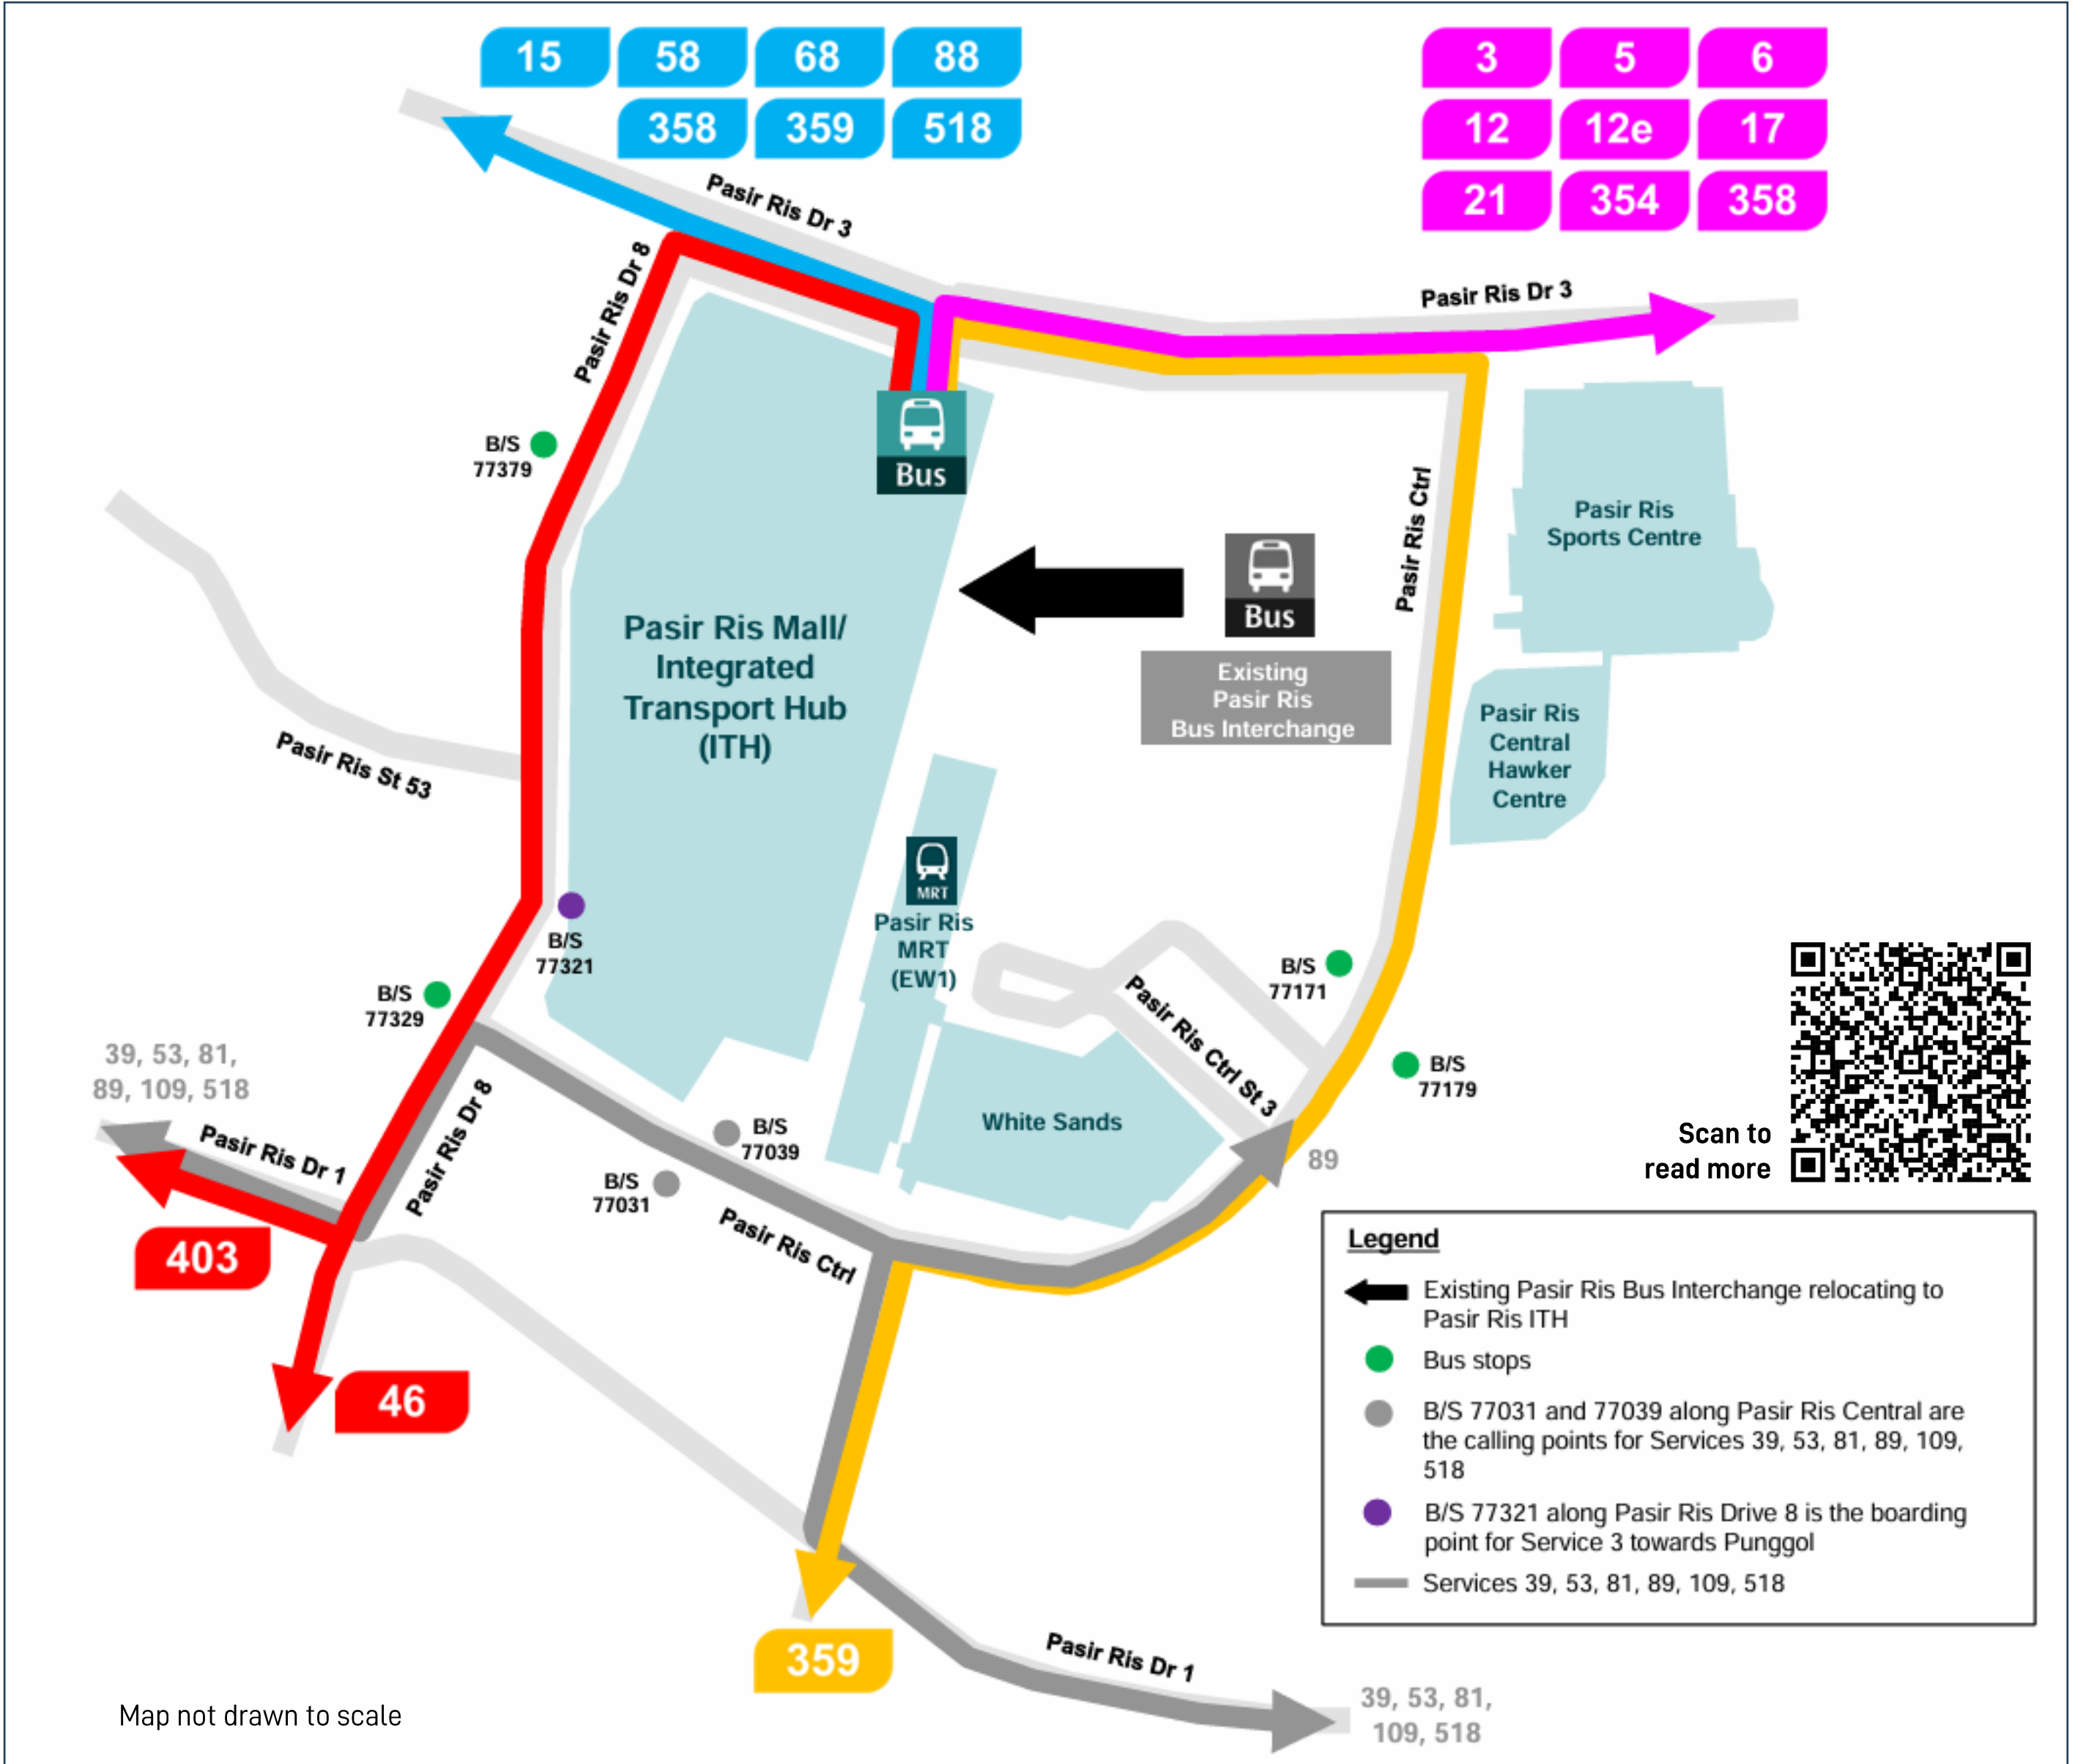 15 58 68 88
358 359 518
3 5 6
12 12e 17
21 354 358
Pasir Ris Dr 3
Pasir Ris Dr 3
Pasir Ris Dr 8
B/S
77379
Bus
Pasir Ris Ctrl
Pasir Ris
Sports Centre
Bus
Existing
Pasir Ris
Bus Interchange
Pasir Ris Mall/
Integrated
Transport Hub
(ITH)
Pasir Ris
Central
Hawker
Centre
Pasir Ris St 53
MRT
Pasir Ris
MRT
(EW1)
B/S
77321
B/S
77329
B/S
77171
Pasir Ris Ctrl St 3
B/S
77179
39, 53, 81,
89, 109, 518
Pasir Ris Dr 1
Pasir Ris Dr 8
B/S
77039
B/S
77031
White Sands
89
Pasir Ris Ctrl
403
46
359
Pasir Ris Dr 1
39, 53, 81,
109, 518
Scan to
read more
Legend
Existing Pasir Ris Bus Interchange relocating to
Pasir Ris ITH
Bus stops
B/S 77031 and 77039 along Pasir Ris Central are
the calling points for Services 39, 53, 81, 89, 109,
518
B/S 77321 along Pasir Ris Drive 8 is the boarding
point for Service 3 towards Punggol
Services 39, 53, 81, 89, 109, 518
Map not drawn to scale